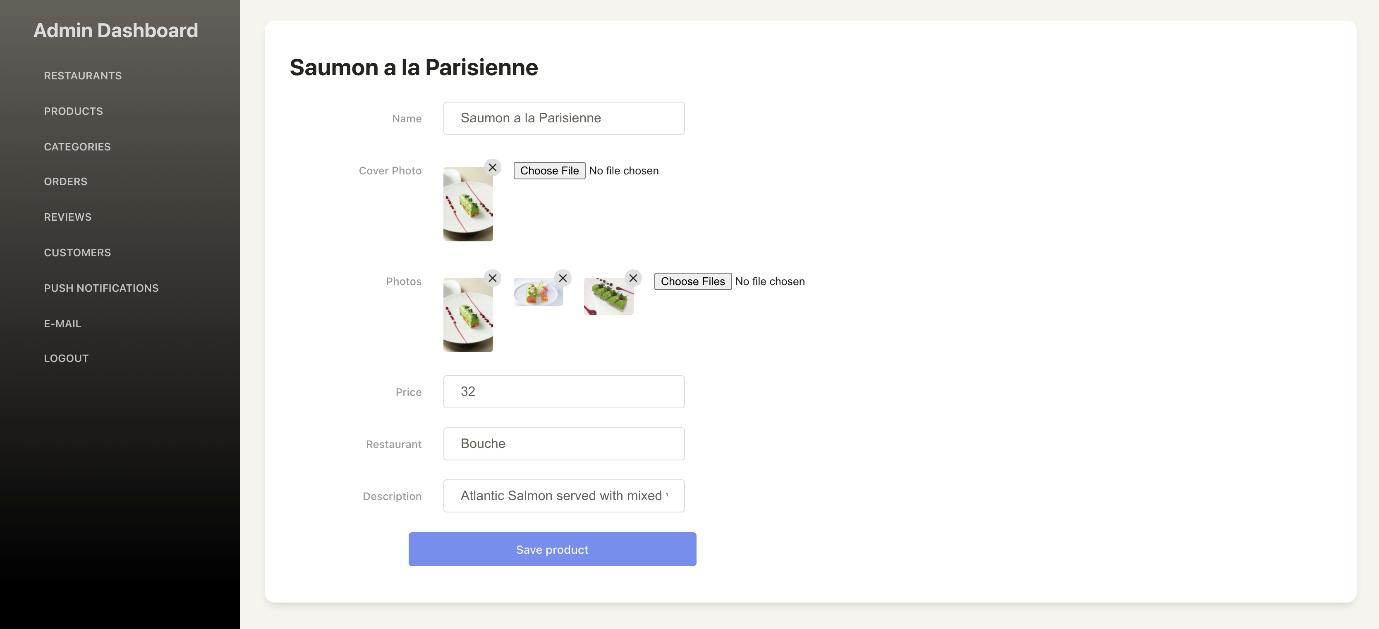 Admin Dashboard
RESTAURANTS
PRODUCTS
CATEGORIES
ORDERS
REVIEWS
CUSTOMERS
PUSH NOTIFICATIONS
E-MAIL
LOGOUT
Saumon a la Parisienne
Name Saumon a la Parisienne
Cover Photo Choose File No file chosen
Photos Choose Files No file chosen
Price 32
Restaurant Bouche
Description Atlantic Salmon served with mixed
Save product